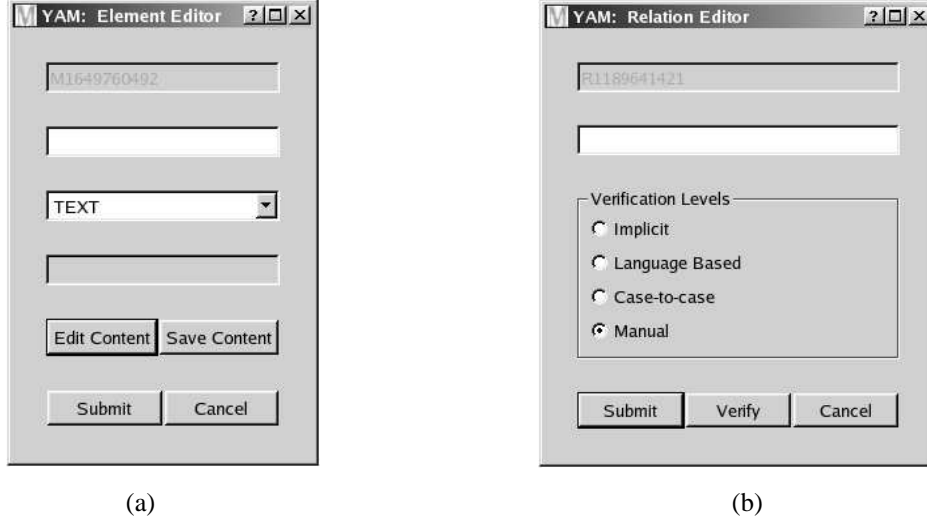 YAM: Element Editor
M1649760492
TEXT
Edit Content Save Content
Submit Cancel
(a)
YAM: Relation Editor
R1189641421
Verification Levels
Implicit
Language Based
Case-to-case
Manual
Submit Verify Cancel
(b)